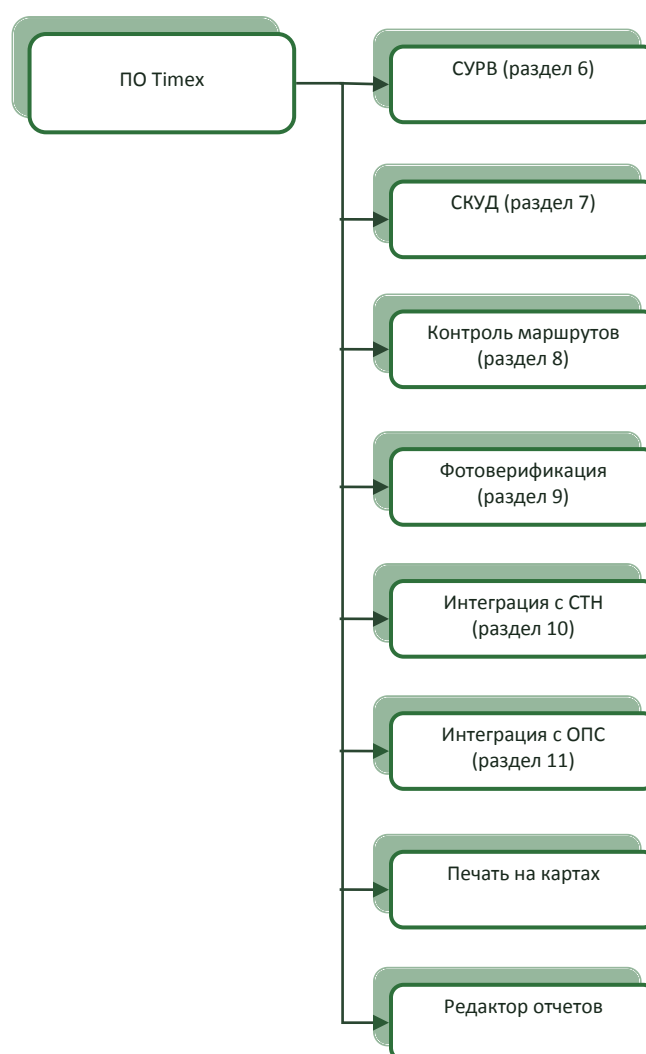 ПО Timex
СУРВ (раздел 6)
СКУД (раздел 7)
Контроль маршрутов
(раздел 8)
Фотоверификация
(раздел 9)
Интеграция с СТН
(раздел 10)
Интеграция с ОПС
(раздел 11)
Печать на картах
Редактор отчетов